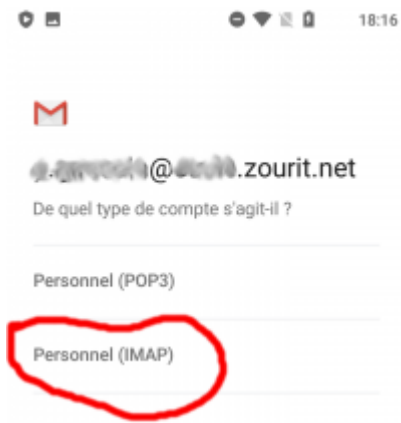 18:16
@ .zourit.net
De quel type de compte s'agit-il ?
Personnel (POP3)
Personnel (IMAP)